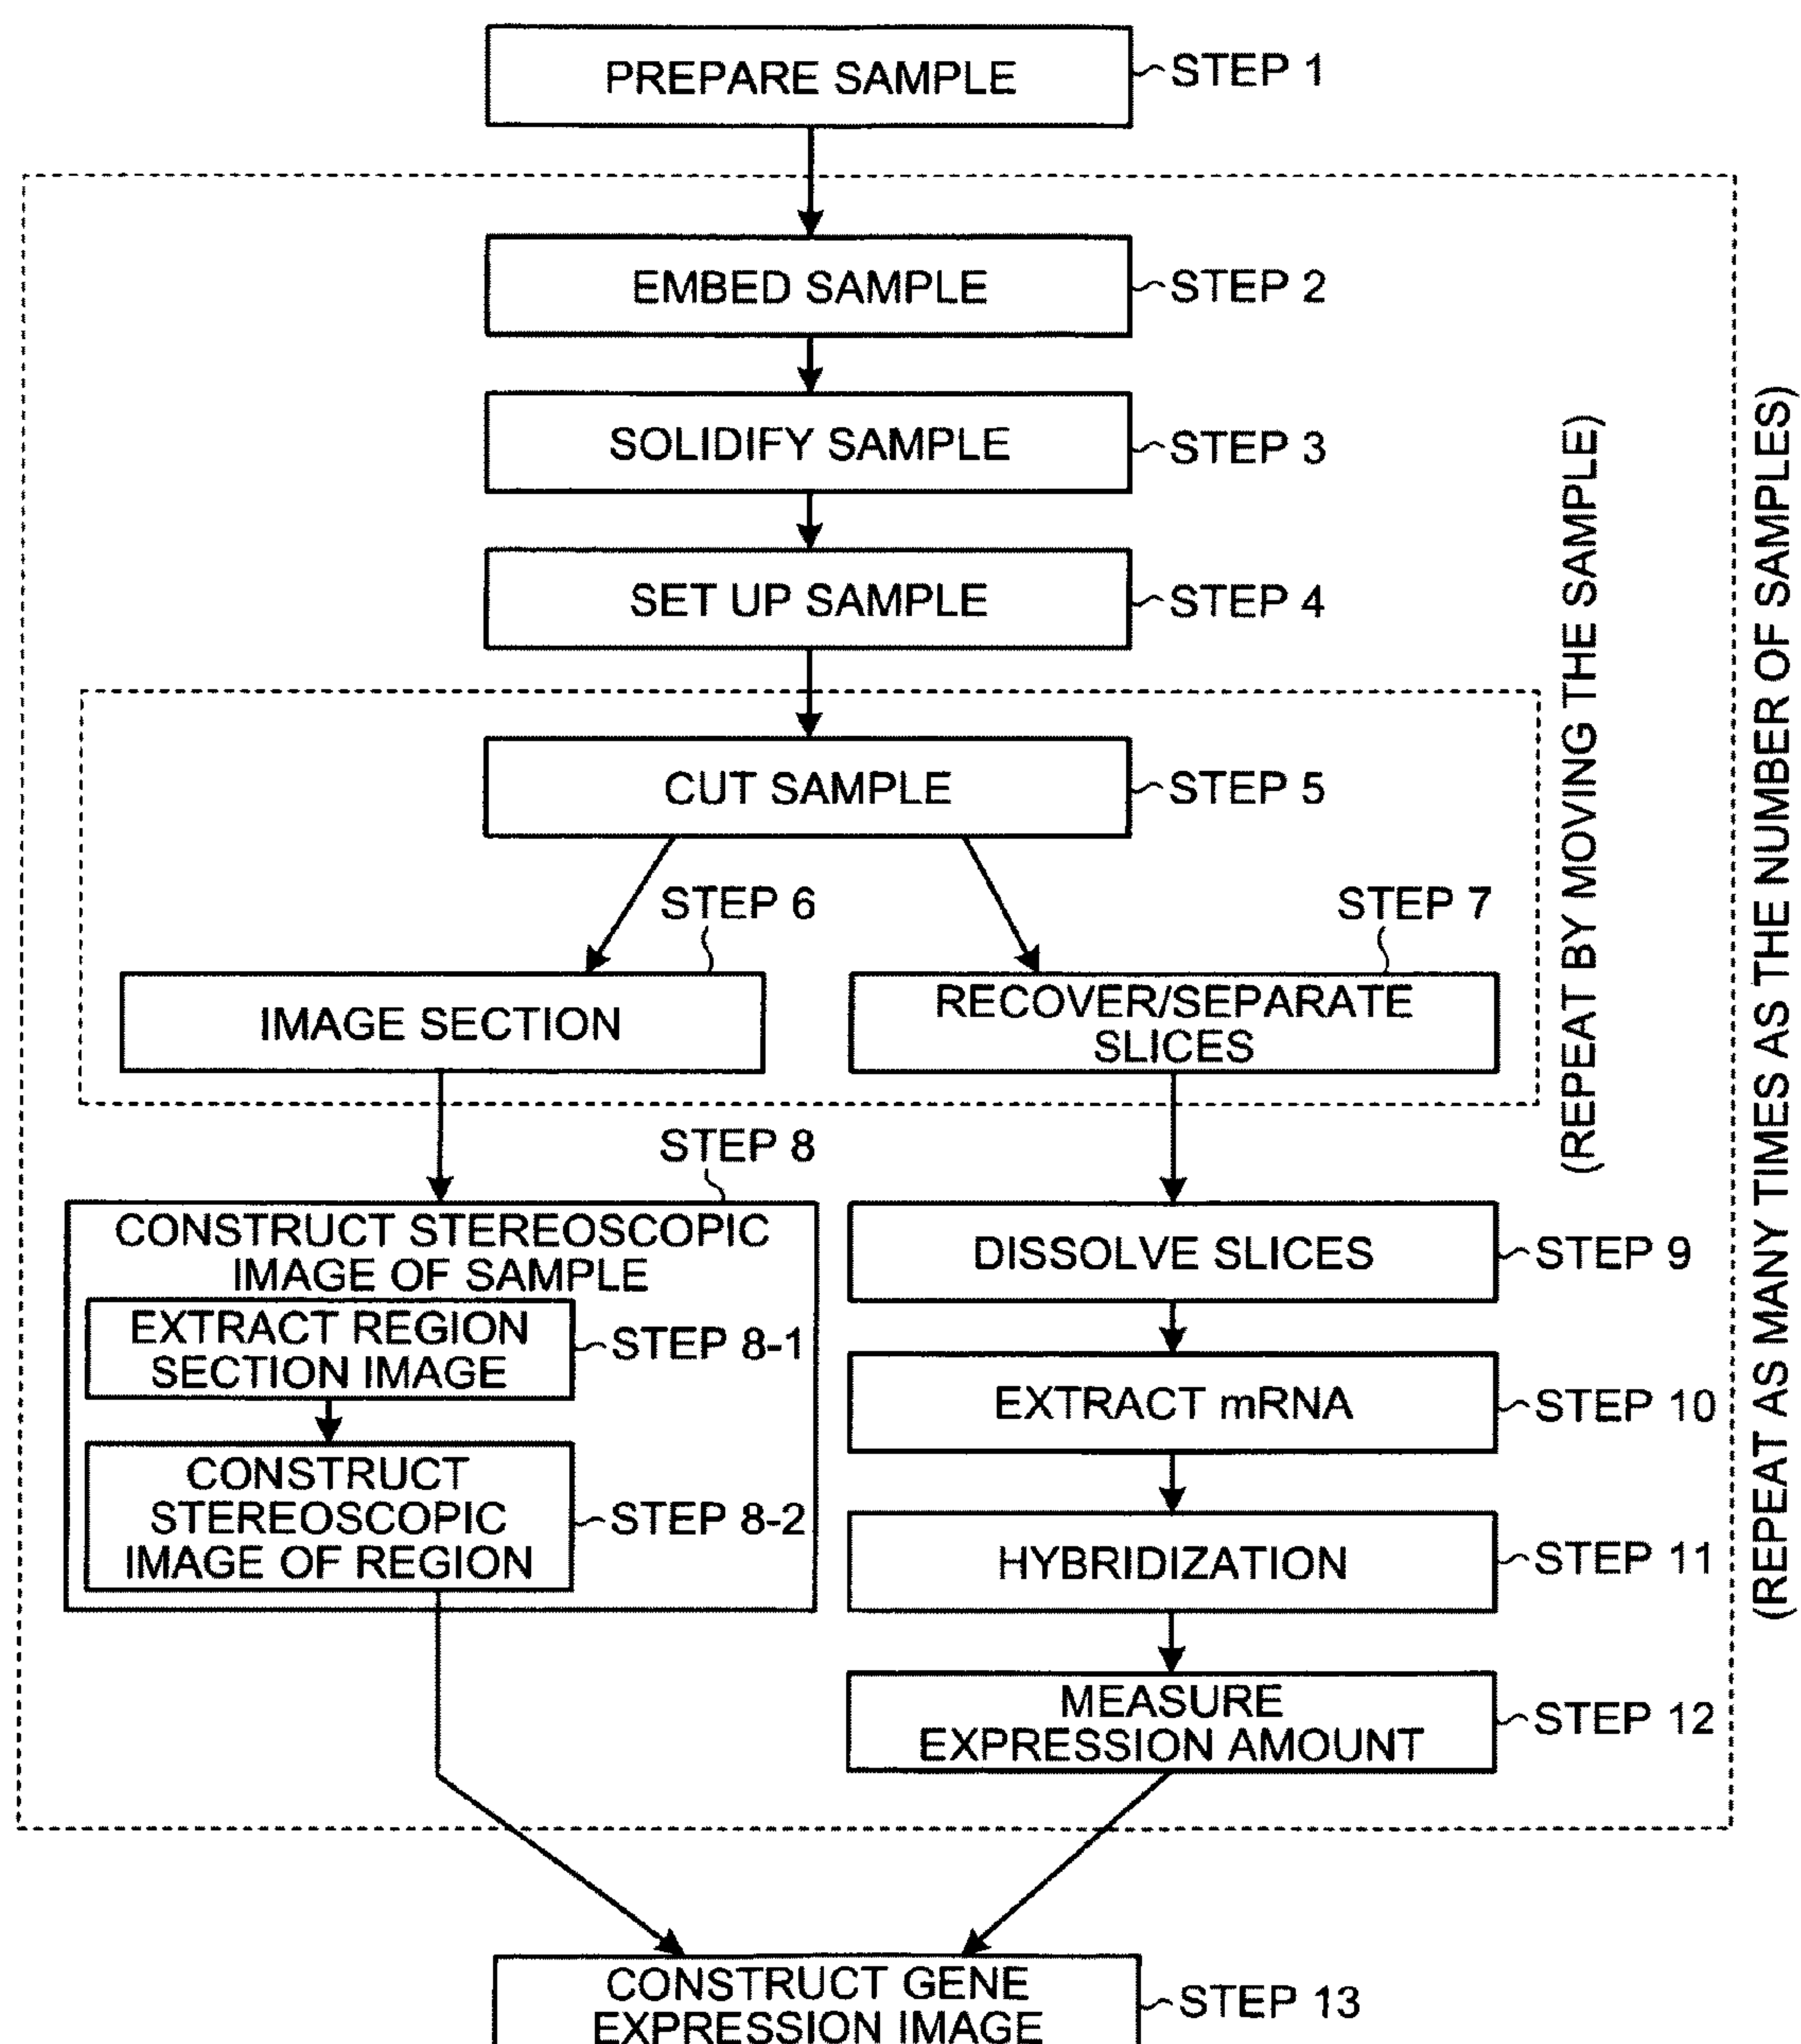 PREPARE SAMPLE
STEP 1
EMBED SAMPLE
STEP 2
SOLIDIFY SAMPLE
STEP 3
SET UP SAMPLE
STEP 4
CUT SAMPLE
STEP 5
STEP 6
IMAGE SECTION
STEP 7
RECOVER/SEPARATE
SLICES
(REPEAT BY MOVING THE SAMPLE)
(REPEAT AS MANY TIMES AS THE NUMBER OF SAMPLES)
STEP 8
CONSTRUCT STEREOSCOPIC
IMAGE OF SAMPLE
EXTRACT REGION
SECTION IMAGE
STEP 8-1
CONSTRUCT
STEREOSCOPIC
IMAGE OF REGION
STEP 8-2
DISSOLVE SLICES
STEP 9
EXTRACT mRNA
STEP 10
HYBRIDIZATION
STEP 11
MEASURE
EXPRESSION AMOUNT
STEP 12
CONSTRUCT GENE
EXPRESSION IMAGE
STEP 13